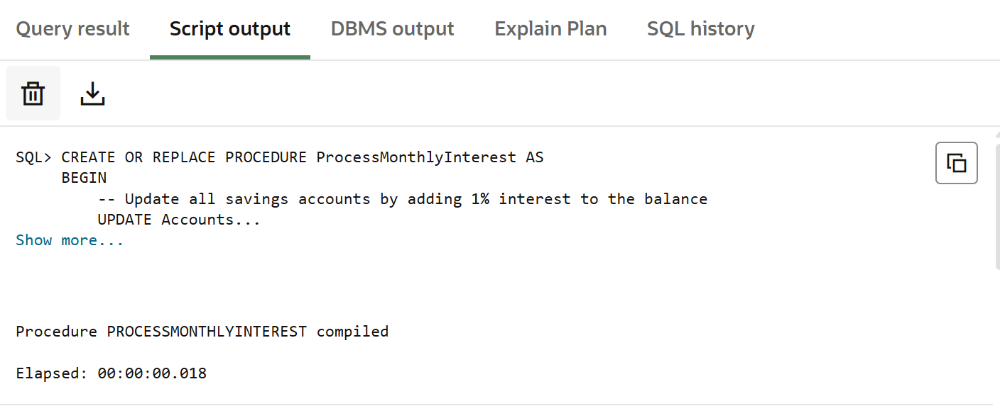 Query result Script output DBMS output Explain Plan SQL history
SQL> CREATE OR REPLACE PROCEDURE ProcessMonthlyInterest AS
     BEGIN
         -- Update all savings accounts by adding 1% interest to the balance
         UPDATE Accounts...
Show more...
Procedure PROCESSMONTHLYINTEREST compiled
Elapsed: 00:00:00.018